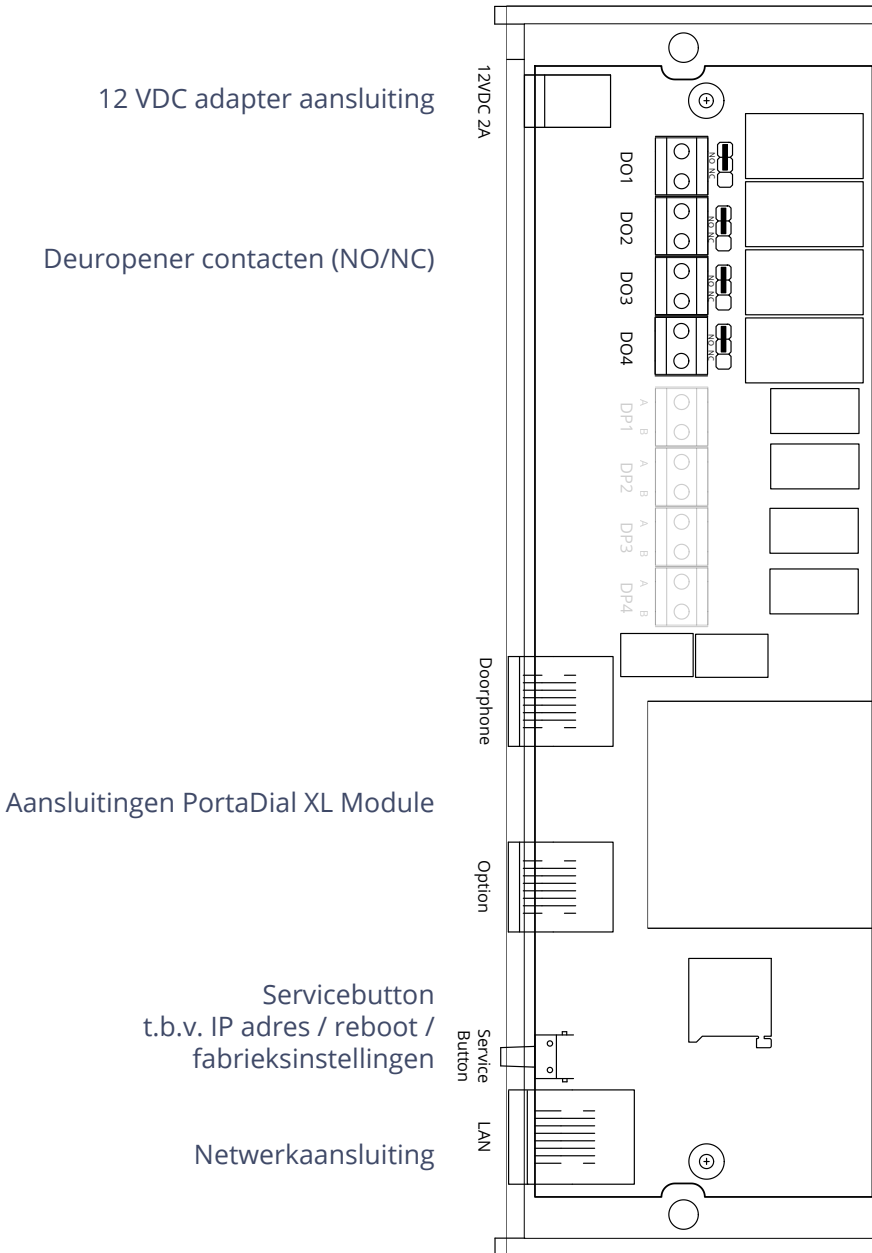 12 VDC adapter aansluiting
12VDC 2A
Deuropener contacten (NO/NC)
DO1
NO NC
DO2
NO NC
DO3
NO NC
DO4
NO NC
DP1
A
B
DP2
A
B
DP3
A
B
DP4
A
B
Doorphone
Aansluitingen PortaDial XL Module
Option
Servicebutton
t.b.v. IP adres / reboot /
fabrieksinstellingen
Service
Button
Netwerkaansluiting
LAN